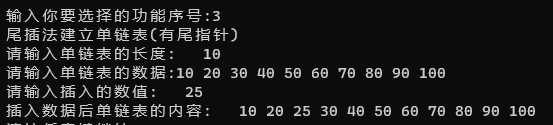 输入你要选择的功能序号:3
尾插法建立单链表(有尾指针)
请输入单链表的长度:  10
请输入单链表的数据:10 20 30 40 50 60 70 80 90 100
请输入插入的数值:  25
插入数据后单链表的内容:  10 20 25 30 40 50 60 70 80 90 100